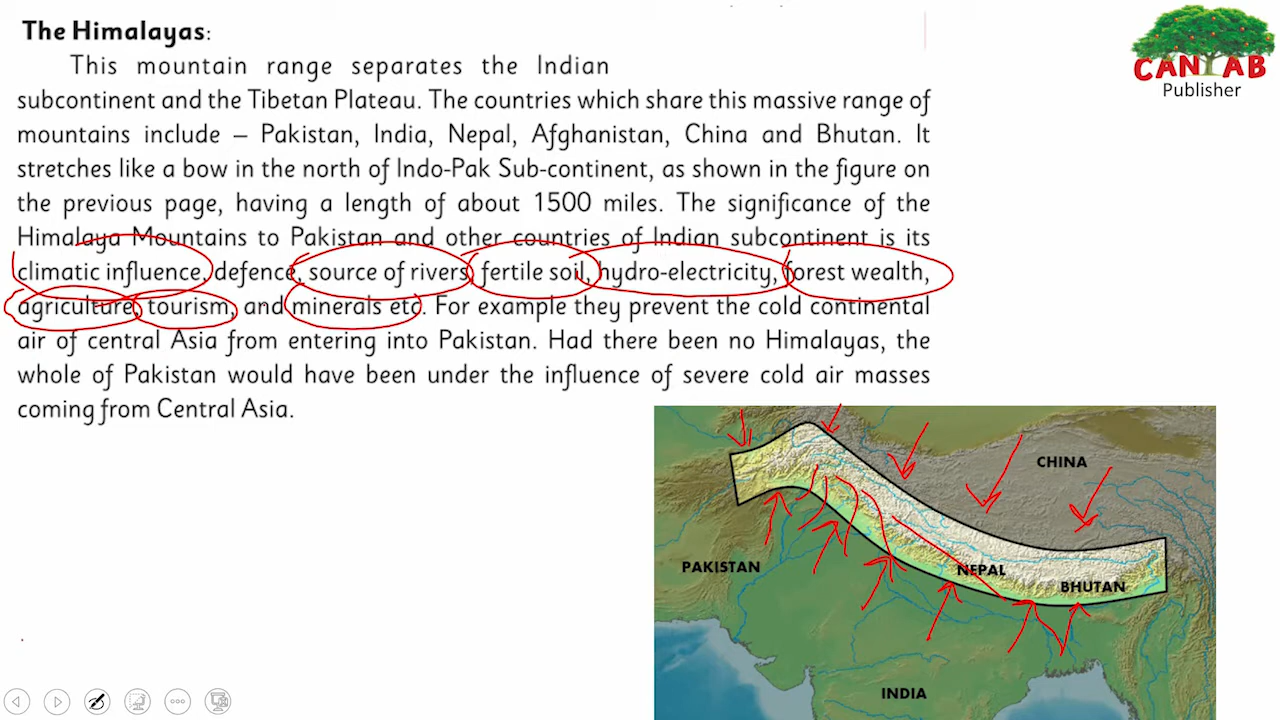 The Himalayas:
This mountain range separates the Indian
subcontinent and the Tibetan Plateau. The countries which share this massive range of
mountains include – Pakistan, India, Nepal, Afghanistan, China and Bhutan. It
stretches like a bow in the north of Indo-Pak Sub-continent, as shown in the figure on
the previous page, having a length of about 1500 miles. The significance of the
Himalaya Mountains to Pakistan and other countries of Indian subcontinent is its
climatic influence, defence, source of rivers, fertile soil, hydro-electricity, forest wealth,
agriculture, tourism, and minerals etc. For example they prevent the cold continental
air of central Asia from entering into Pakistan. Had there been no Himalayas, the
whole of Pakistan would have been under the influence of severe cold air masses
coming from Central Asia.
CANTAB
Publisher
CHINA
PAKISTAN
NEPAL
BHUTAN
INDIA